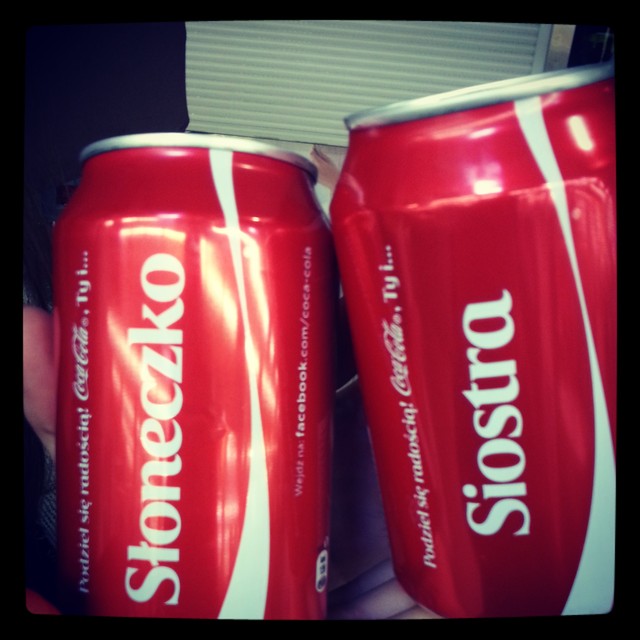 Podziel się radością! Coca-Cola®, Ty i...
Słoneczko
Wejdź na: facebook.com/coca-cola
Podziel się radością! Coca-Cola®, Ty i...
Siostra